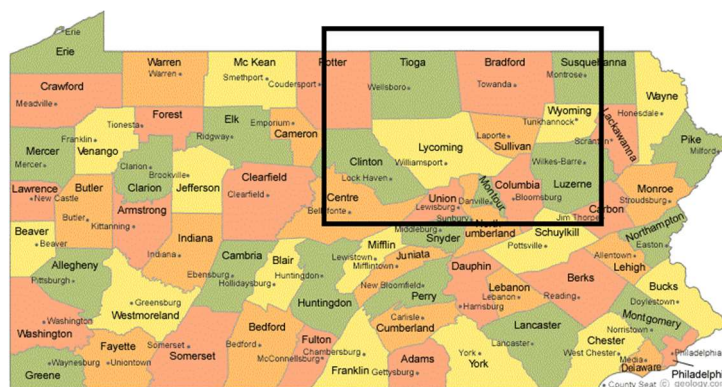 Erie
Erie
Warren
Warren
Mc Kean
Smethport
Coudersport
Potter
Tioga
Wellsboro
Bradford
Towanda
Susquehanna
Montrose
Wayne
Honesdale
Crawford
Meadville
Forest
Tionesta
Elk
Ridgway
Emporium
Cameron
Wyoming
Tunkhannock
Lackawanna
Scranton
Pike
Milford
Mercer
Mercer
Venango
Franklin
Clarion
Clarion
Brookville
Jefferson
Clearfield
Clearfield
Clinton
Lock Haven
Lycoming
Williamsport
Laporte
Sullivan
Wilkes-Barre
Luzerne
Monroe
Stroudsburg
Lawrence
New Castle
Butler
Butler
Armstrong
Kittanning
Centre
Bellefonte
Union
Lewisburg
Montour
Danville
Columbia
Bloomsburg
Carbon
Jim Thorpe
Beaver
Beaver
Indiana
Indiana
Cambria
Ebensburg
Blair
Hollidaysburg
Huntingdon
Huntingdon
Mifflin
Lewistown
Mifflintown
Juniata
Middleburg
Snyder
Sunbury
Northumberland
Schuylkill
Pottsville
Northampton
Easton
Allentown
Lehigh
Allegheny
Pittsburgh
Westmoreland
Greensburg
Perry
New Bloomfield
Dauphin
Harrisburg
Lebanon
Lebanon
Berks
Reading
Bucks
Doylestown
Montgomery
Norristown
Washington
Washington
Fayette
Uniontown
Somerset
Somerset
Bedford
Bedford
Fulton
McConnellsburg
Chambersburg
Franklin
Cumberland
Carlisle
Adams
Gettysburg
York
York
Lancaster
Lancaster
Chester
West Chester
Media
Delaware
Philadelphia
Greene
Waynesburg
County Seat © geology